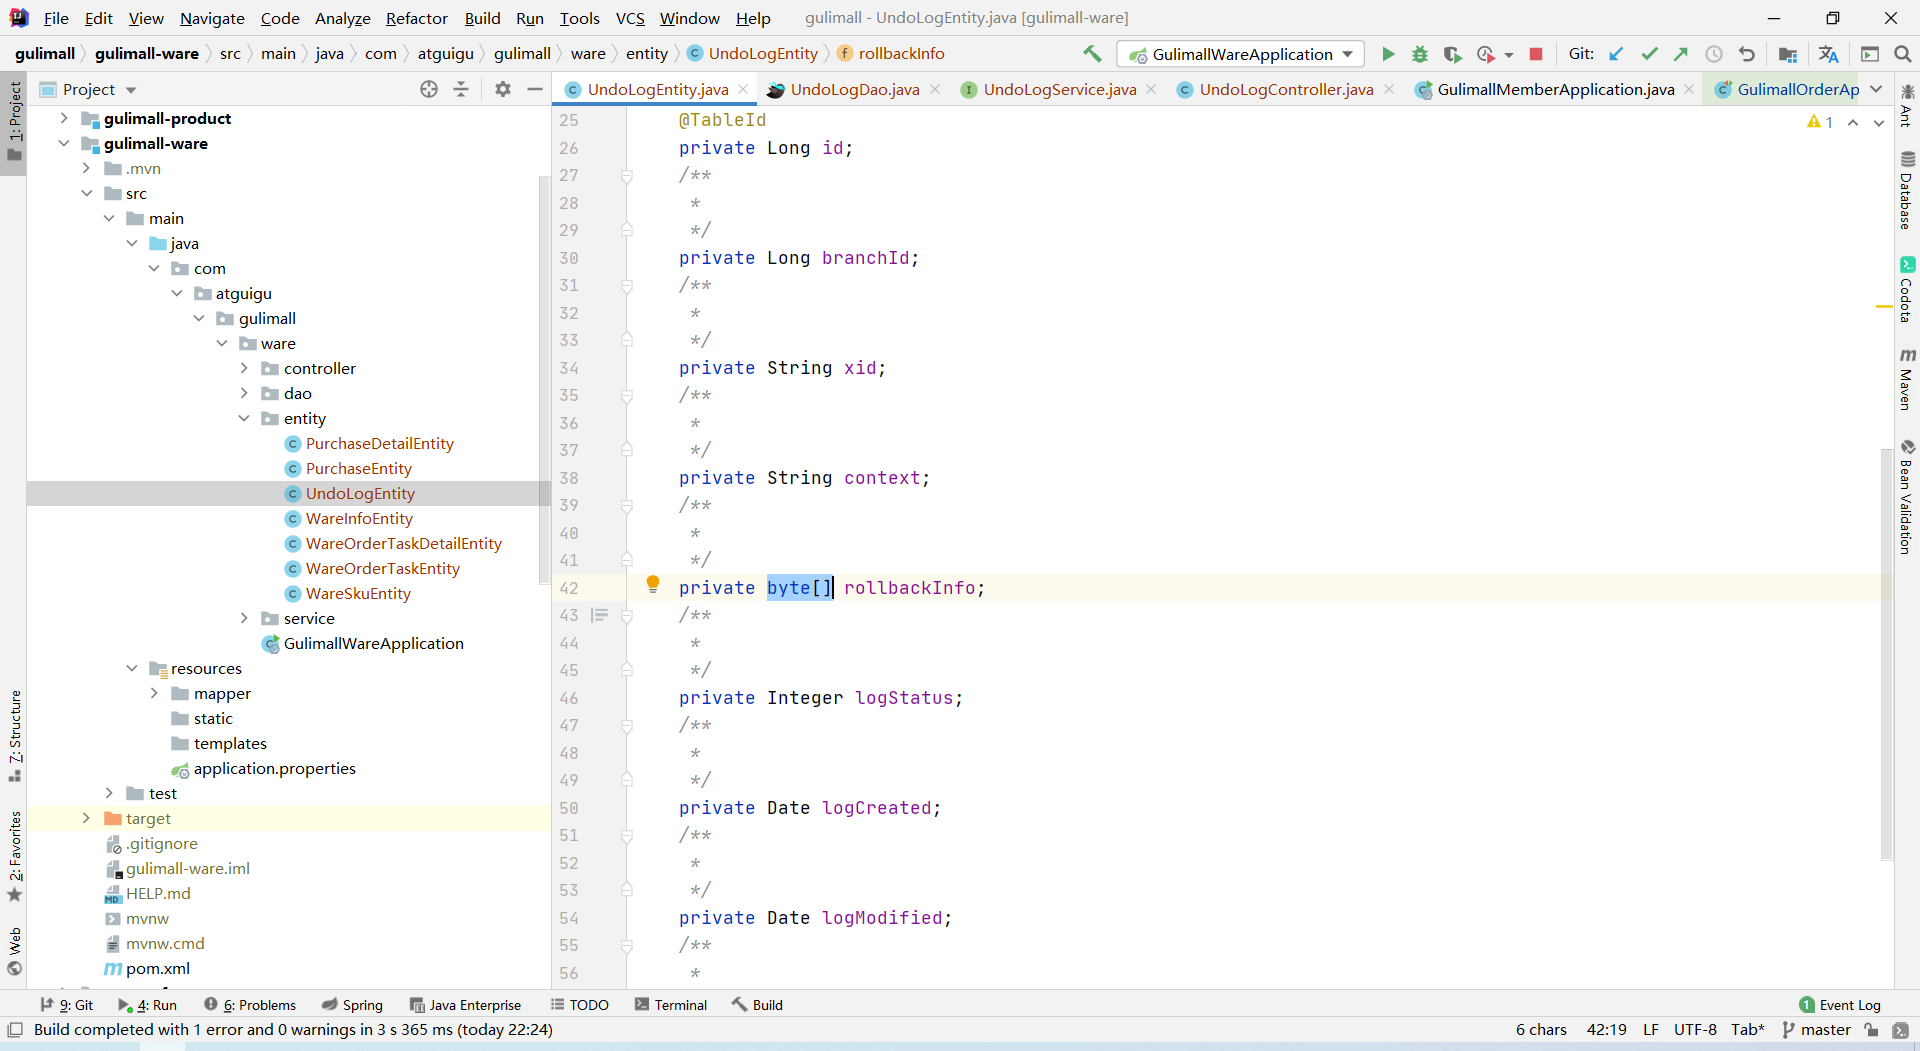 File Edit View Navigate Code Analyze Refactor Build Run Tools VCS Window Help gulimall - UndoLogEntity.java [gulimall-ware]
gulimall gulimall-ware src main java com atguigu gulimall ware entity UndoLogEntity rollbackInfo GulimallWareApplication Git:
Project UndoLogEntity.java UndoLogDao.java UndoLogService.java UndoLogController.java GulimallMemberApplication.java GulimallOrderAp
1: Project
7: Structure
2: Favorites
Web
gulimall-product
gulimall-ware
.mvn
src
main
java
com
atguigu
gulimall
ware
controller
dao
entity
PurchaseDetailEntity
PurchaseEntity
UndoLogEntity
WareInfoEntity
WareOrderTaskDetailEntity
WareOrderTaskEntity
WareSkuEntity
service
GulimallWareApplication
resources
mapper
static
templates
application.properties
test
target
.gitignore
gulimall-ware.iml
HELP.md
mvnw
mvnw.cmd
pom.xml
25 @TableId
26 private Long id;
27 /**
28 *
29 */
30 private Long branchId;
31 /**
32 *
33 */
34 private String xid;
35 /**
36 *
37 */
38 private String context;
39 /**
40 *
41 */
42 private byte[] rollbackInfo;
43 /**
44 *
45 */
46 private Integer logStatus;
47 /**
48 *
49 */
50 private Date logCreated;
51 /**
52 *
53 */
54 private Date logModified;
55 /**
56 *
1
Ant
Database
Codota
Maven
Bean Validation
9: Git 4: Run 6: Problems Spring Java Enterprise TODO Terminal Build 1 Event Log
Build completed with 1 error and 0 warnings in 3 s 365 ms (today 22:24) 6 chars 42:19 LF UTF-8 Tab* master